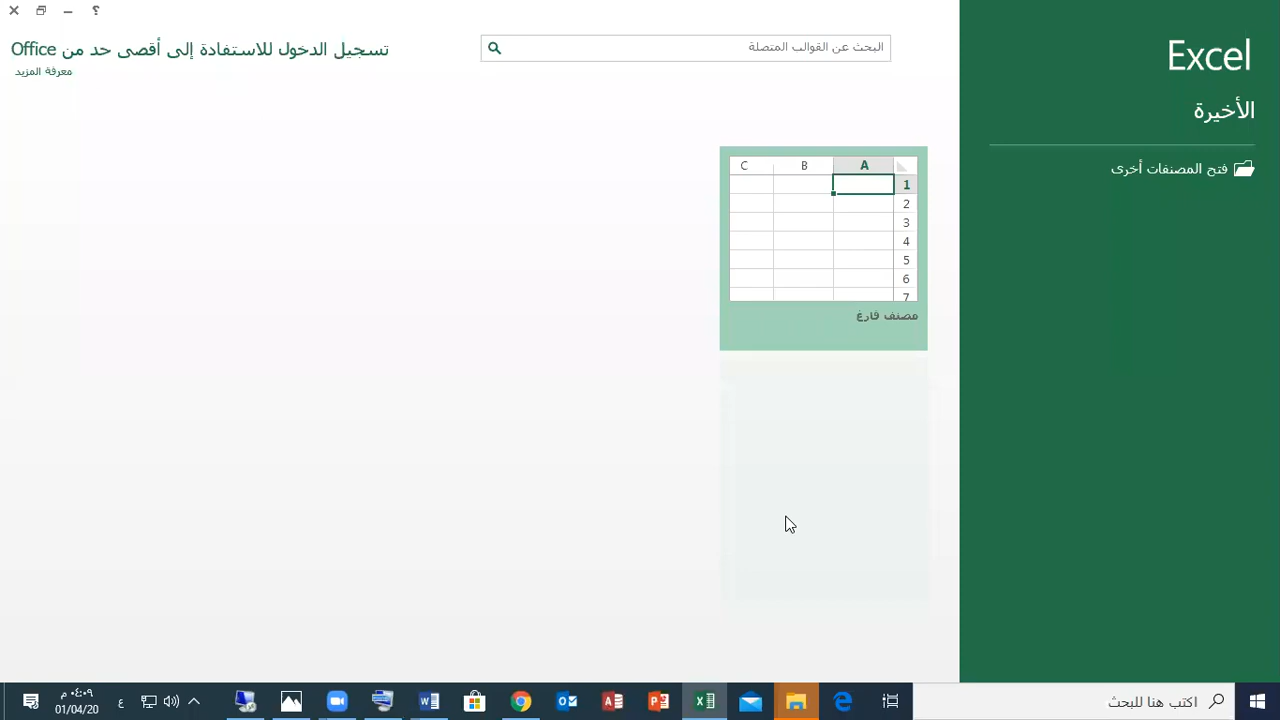 Excel
الأخيرة
فتح المصنفات أخرى
البحث عن القوالب المتصلة
تسجيل الدخول للاستفادة إلى أقصى حد من Office
معرفة المزيد
?
A B C
1
2
3
4
5
6
7
مصنف فارغ
اكتب هنا للبحث
ع
٠٤:٠٩ م
01/04/20